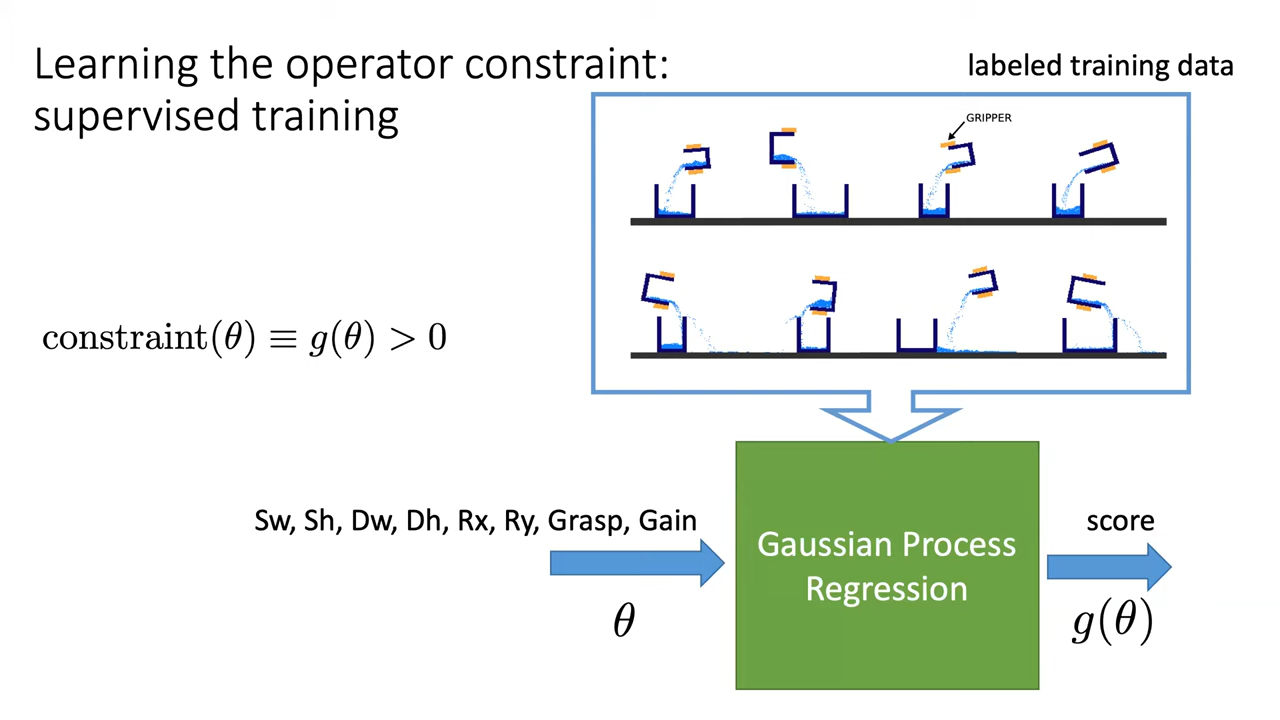 Learning the operator constraint:
supervised training
labeled training data
GRIPPER
constraint(θ) ≡ g(θ) > 0
Sw, Sh, Dw, Dh, Rx, Ry, Grasp, Gain
θ
Gaussian Process
Regression
score
g(θ)